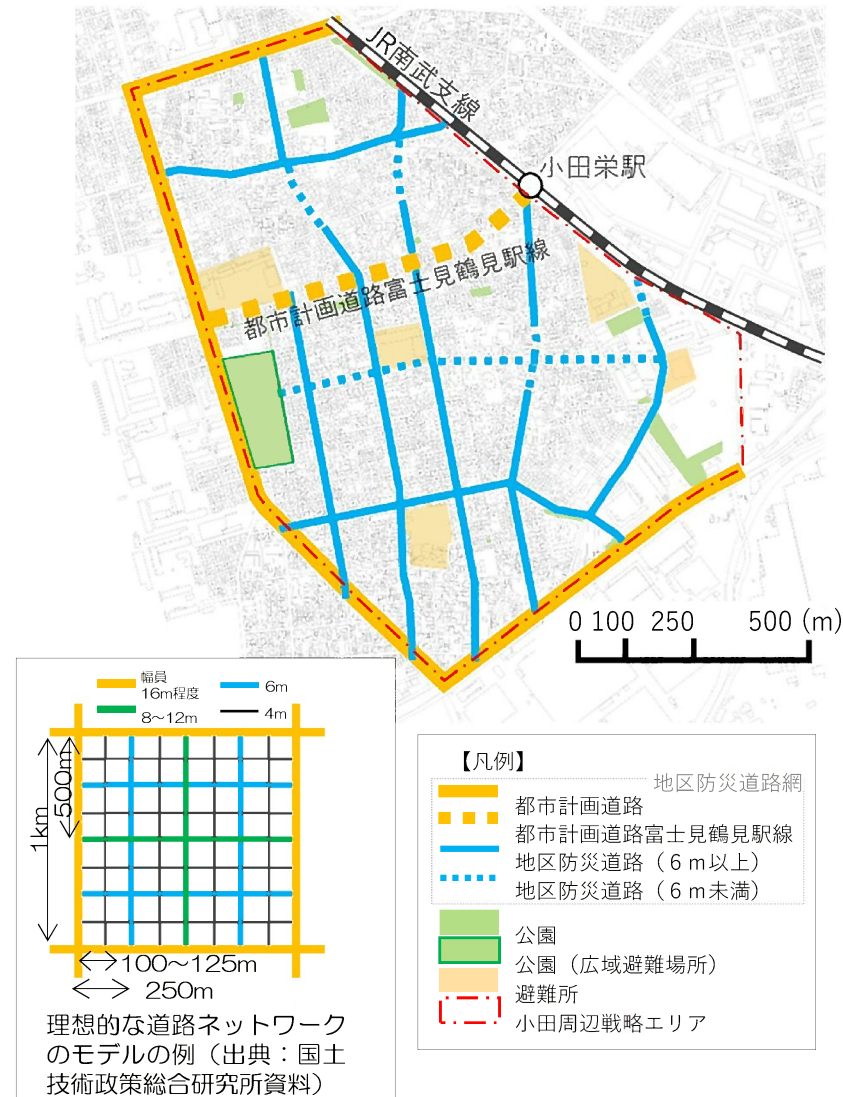 JR南武支線
小田栄駅
都市計画道路富士見鶴見駅線
0 100 250 500 (m)
幅員
16m程度
6m
8～12m
4m
500m
1km
100～125m
250m
理想的な道路ネットワーク
のモデルの例（出典：国土
技術政策総合研究所資料）
【凡例】
地区防災道路網
都市計画道路
都市計画道路富士見鶴見駅線
地区防災道路（６ｍ以上）
地区防災道路（６ｍ未満）
公園
公園（広域避難場所）
避難所
小田周辺戦略エリア